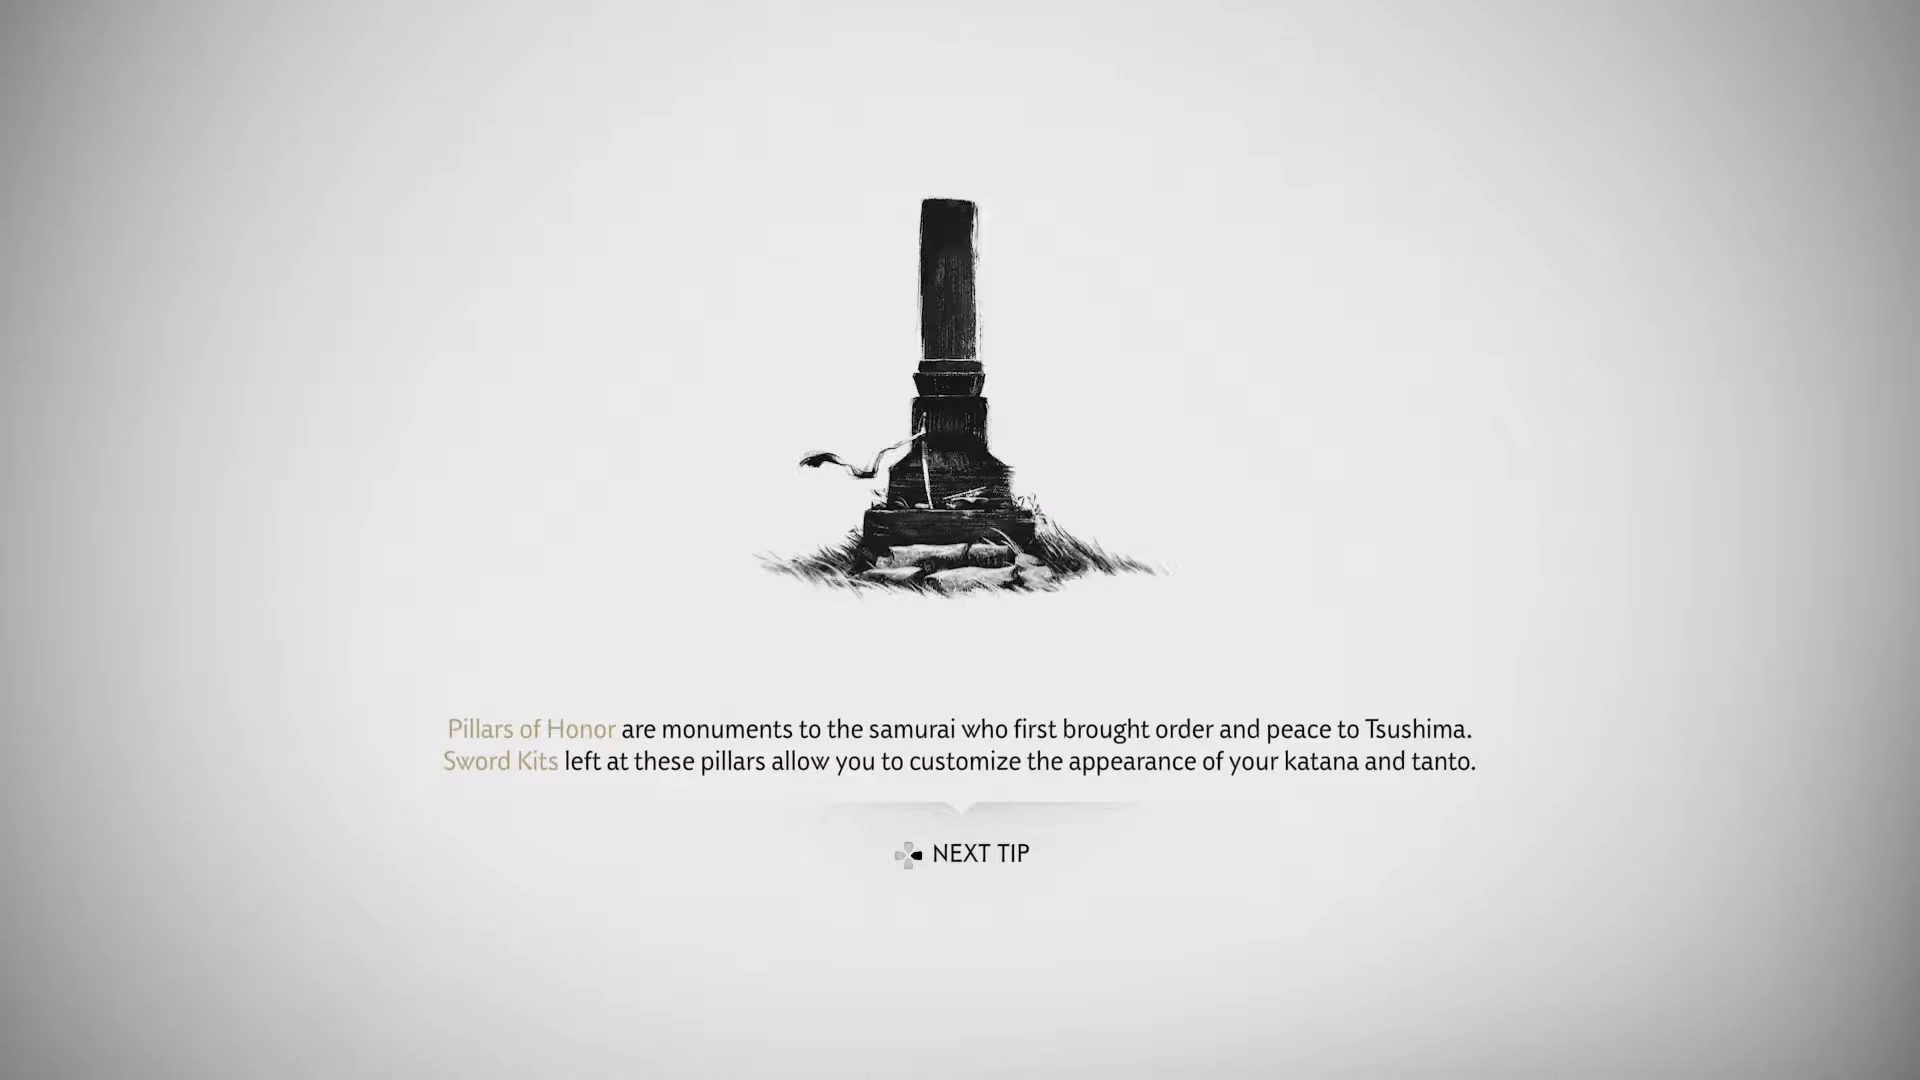 Pillars of Honor are monuments to the samurai who first brought order and peace to Tsushima.
Sword Kits left at these pillars allow you to customize the appearance of your katana and tanto.
NEXT TIP